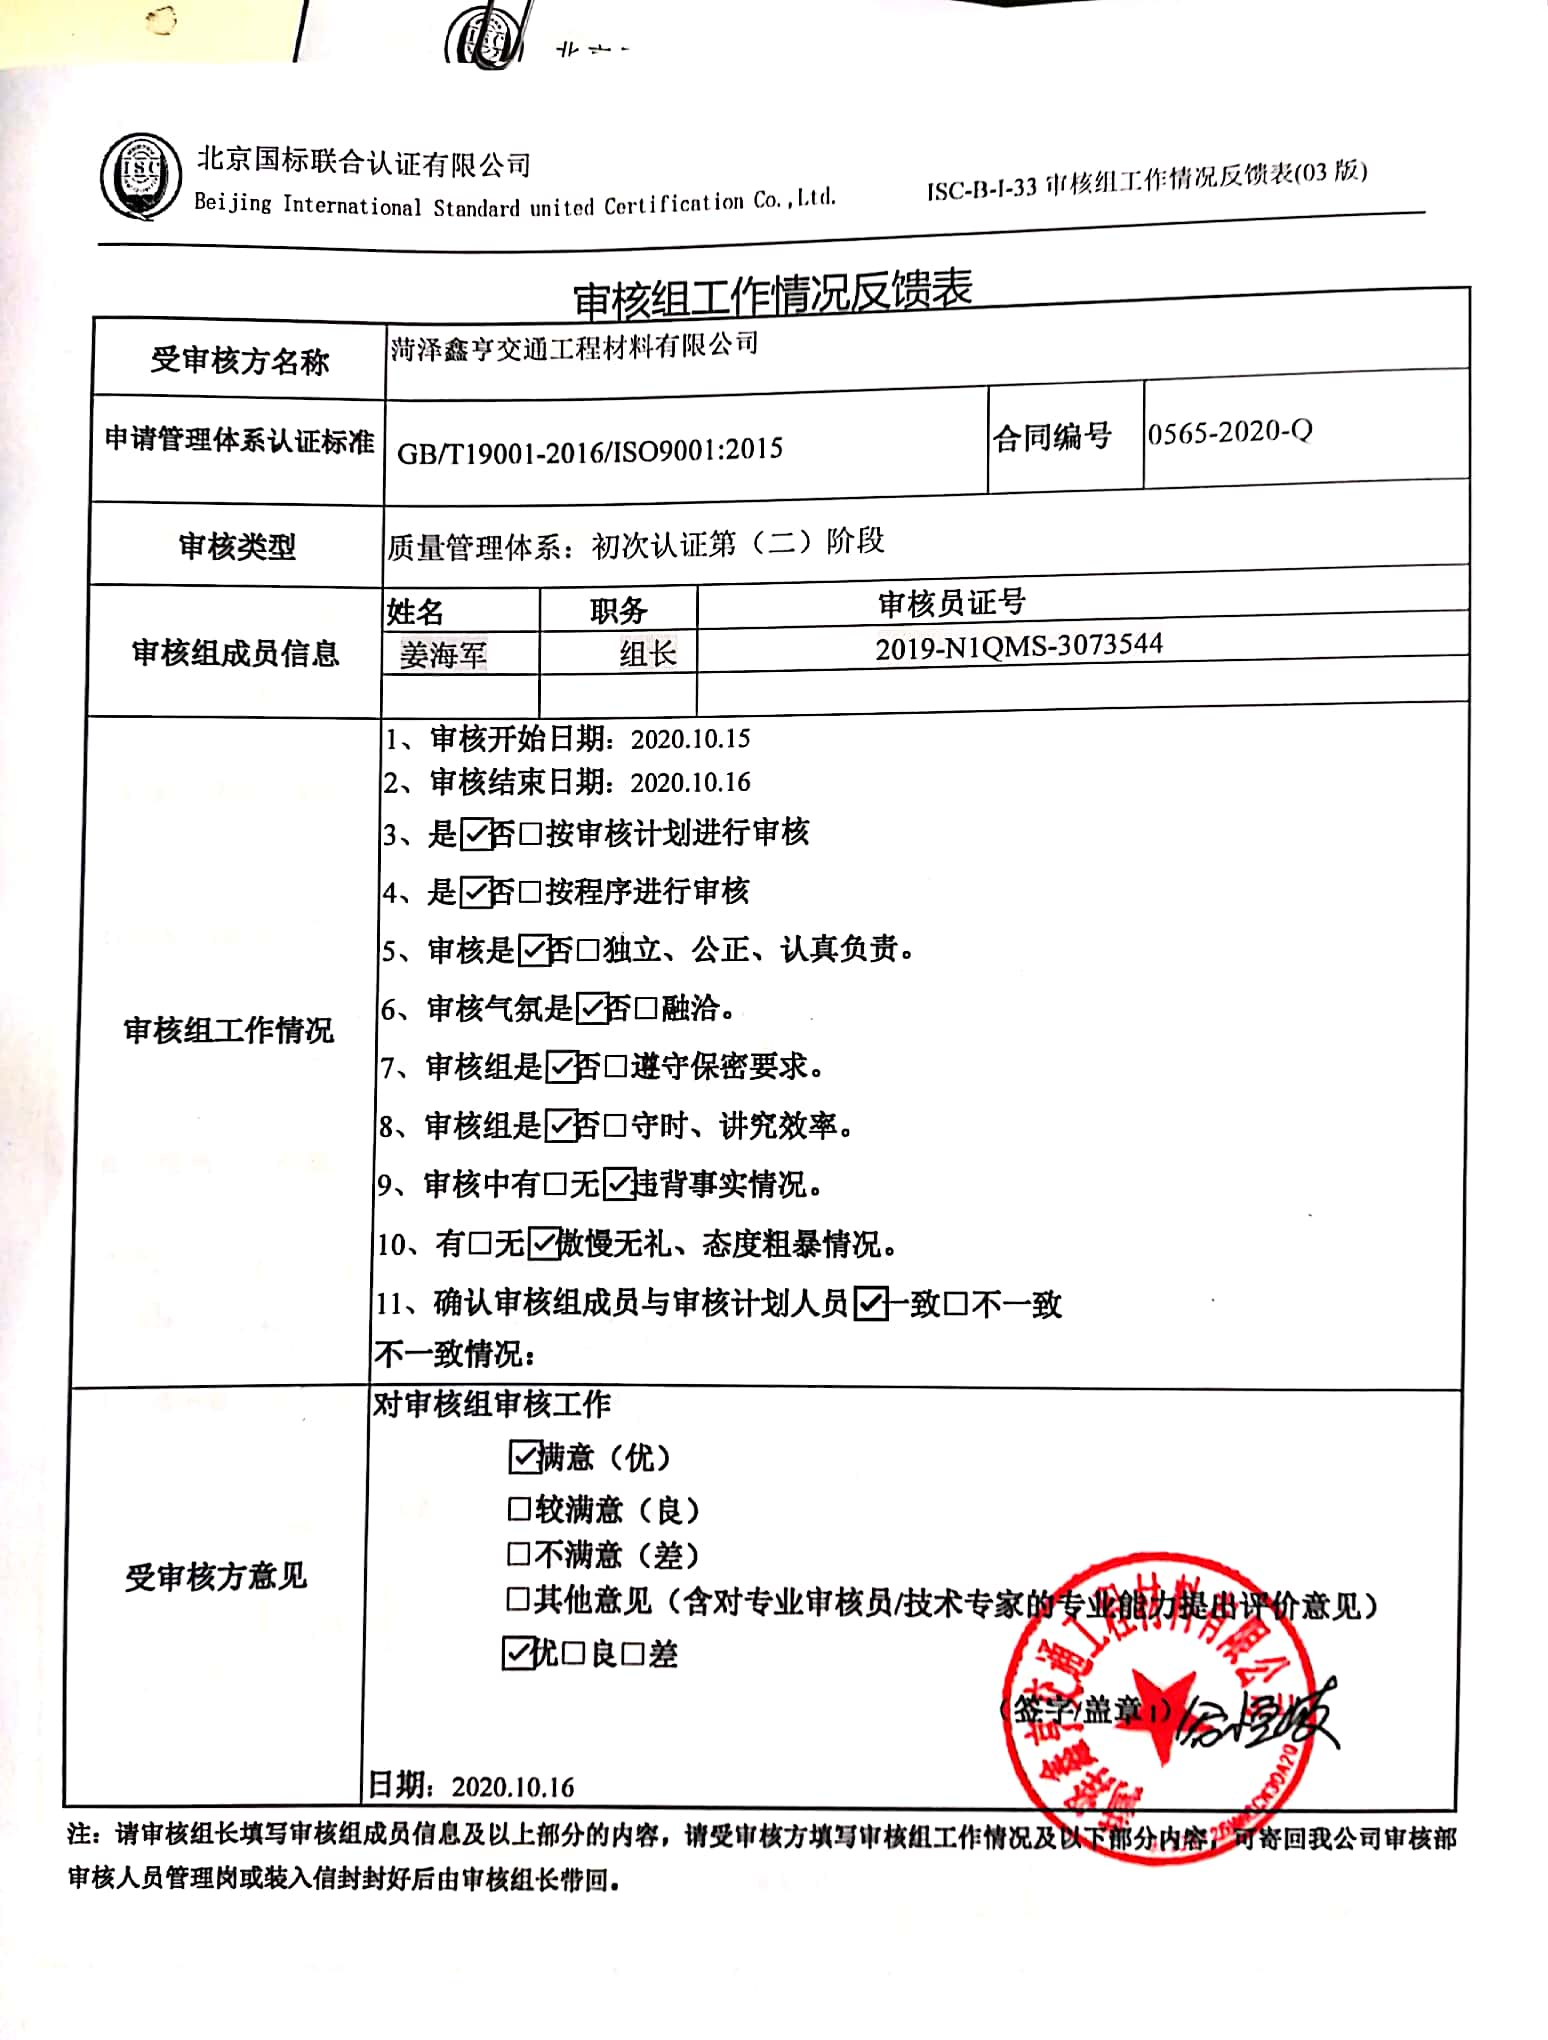 ISC
北京国标联合认证有限公司
Beijing International Standard united Certification Co.,Ltd.
ISC-B-I-33 审核组工作情况反馈表(03 版)
审核组工作情况反馈表
受审核方名称 菏泽鑫亨交通工程材料有限公司
申请管理体系认证标准 GB/T19001-2016/ISO9001:2015 合同编号 0565-2020-Q
审核类型 质量管理体系：初次认证第（二）阶段
审核组成员信息
姓名 职务 审核员证号
姜海军 组长 2019-N1QMS-3073544
审核组工作情况
1、审核开始日期：2020.10.15
2、审核结束日期：2020.10.16
3、是☑否□按审核计划进行审核
4、是☑否□按程序进行审核
5、审核是☑否□独立、公正、认真负责。
6、审核气氛是☑否□融洽。
7、审核组是☑否□遵守保密要求。
8、审核组是☑否□守时、讲究效率。
9、审核中有□无☑违背事实情况。
10、有□无☑傲慢无礼、态度粗暴情况。
11、确认审核组成员与审核计划人员☑一致□不一致
不一致情况：
受审核方意见
对审核组审核工作
☑满意（优）
□较满意（良）
□不满意（差）
□其他意见（含对专业审核员/技术专家的专业能力提出评价意见）
☑优□良□差
（签字/盖章）
日期：2020.10.16
注：请审核组长填写审核组成员信息及以上部分的内容，请受审核方填写审核组工作情况及以下部分内容，可寄回我公司审核部
审核人员管理岗或装入信封封好后由审核组长带回。